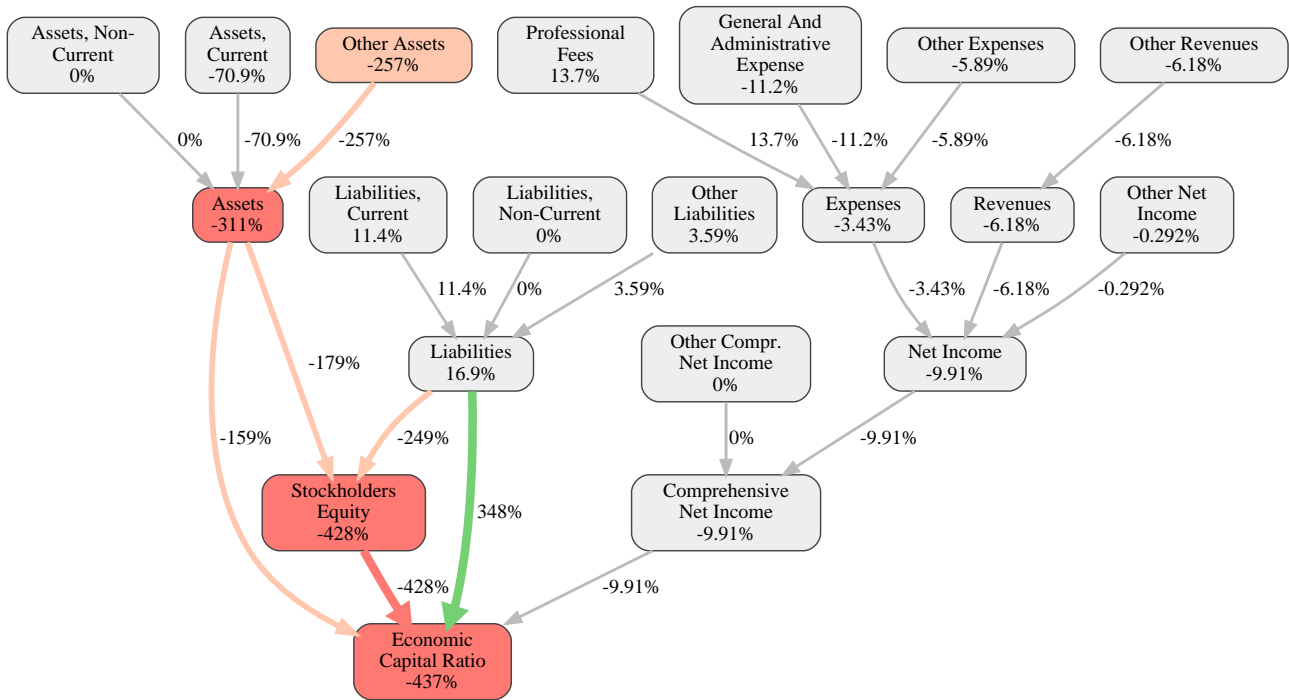 Assets, Non-
Current
0%
Assets,
Current
-70.9%
Other Assets
-257%
Professional
Fees
13.7%
General And
Administrative
Expense
-11.2%
Other Expenses
-5.89%
Other Revenues
-6.18%
0%
-70.9%
-257%
13.7%
-11.2%
-5.89%
-6.18%
Assets
-311%
Liabilities,
Current
11.4%
Liabilities,
Non-Current
0%
Other
Liabilities
3.59%
Expenses
-3.43%
Revenues
-6.18%
Other Net
Income
-0.292%
11.4%
0%
3.59%
-3.43%
-6.18%
-0.292%
Liabilities
16.9%
Other Compr.
Net Income
0%
Net Income
-9.91%
-179%
-159%
-249%
0%
-9.91%
Stockholders
Equity
-428%
348%
Comprehensive
Net Income
-9.91%
-428%
-9.91%
Economic
Capital Ratio
-437%